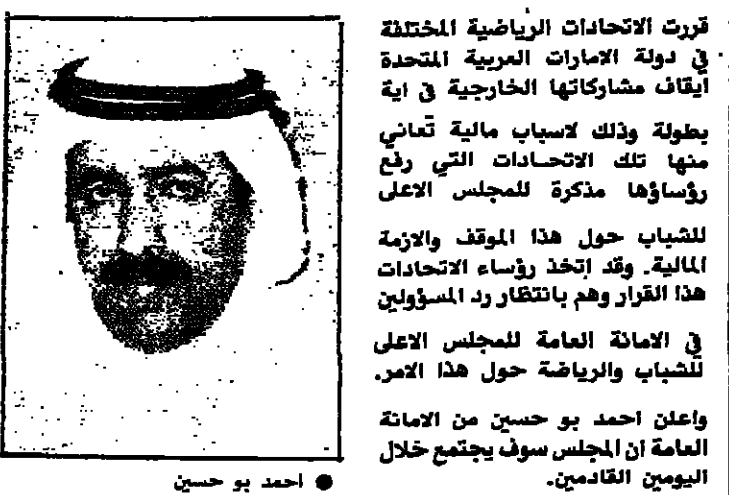 قررت الاتحادات الرياضية المختلفة
في دولة الامارات العربية المتحدة
ايقاف مشاركاتها الخارجية في اية
بطولة وذلك لاسباب مالية تعاني
منها تلك الاتحادات التي رفع
رؤساؤها مذكرة للمجلس الاعلى
للشباب حول هذا الموقف والازمة
المالية. وقد إتخذ رؤساء الاتحادات
هذا القرار وهم بانتظار رد المسؤولين
في الامانة العامة للمجلس الاعلى
للشباب والرياضة حول هذا الامر.
واعلن احمد بو حسين من الامانة
العامة ان المجلس سوف يجتمع خلال
اليومين القادمين.
● احمد بو حسين